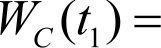 W_C(t_1) =